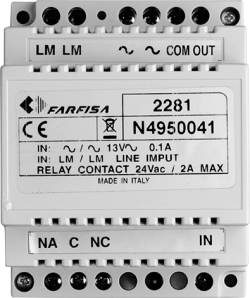 LM LM ~ ~ COM OUT
FARFISA
2281
CE
N4950041
IN: ~ / ~ 13V~ 0.1A
IN: LM / LM LINE IMPUT
RELAY CONTACT 24Vac / 2A MAX
MADE IN ITALY
NA C NC IN